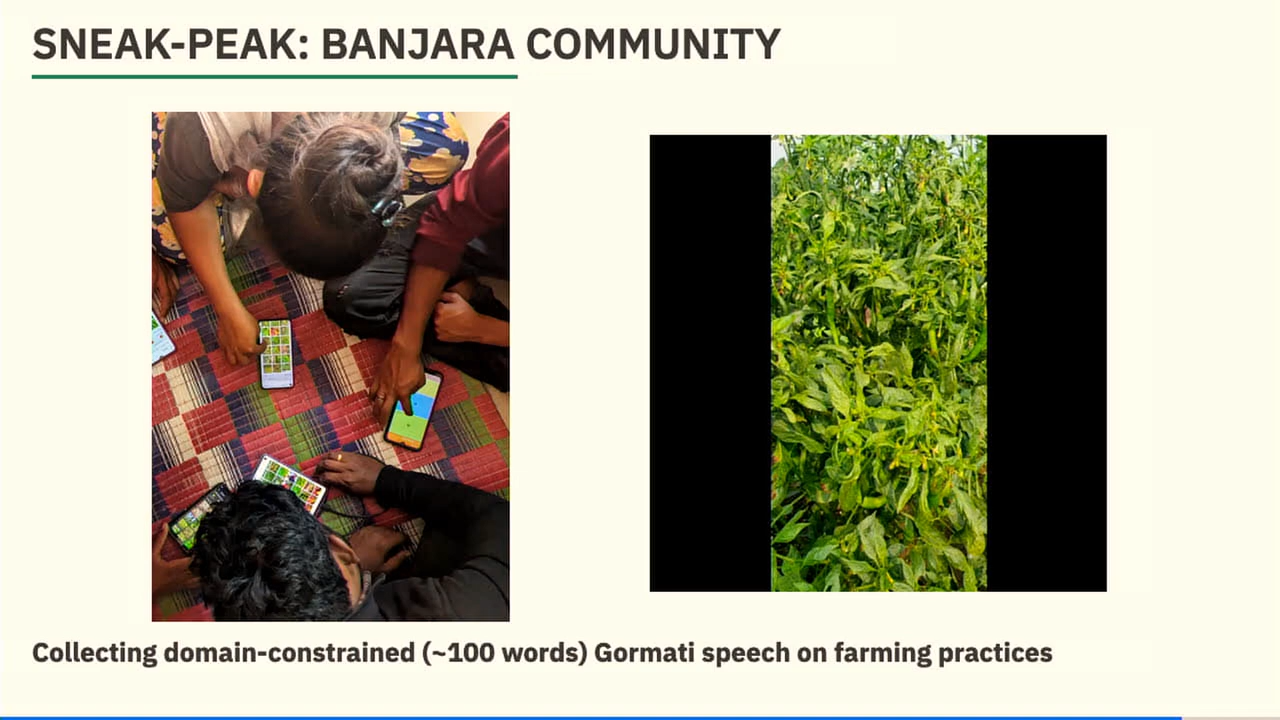 SNEAK-PEAK: BANJARA COMMUNITY
Collecting domain-constrained (~100 words) Gormati speech on farming practices